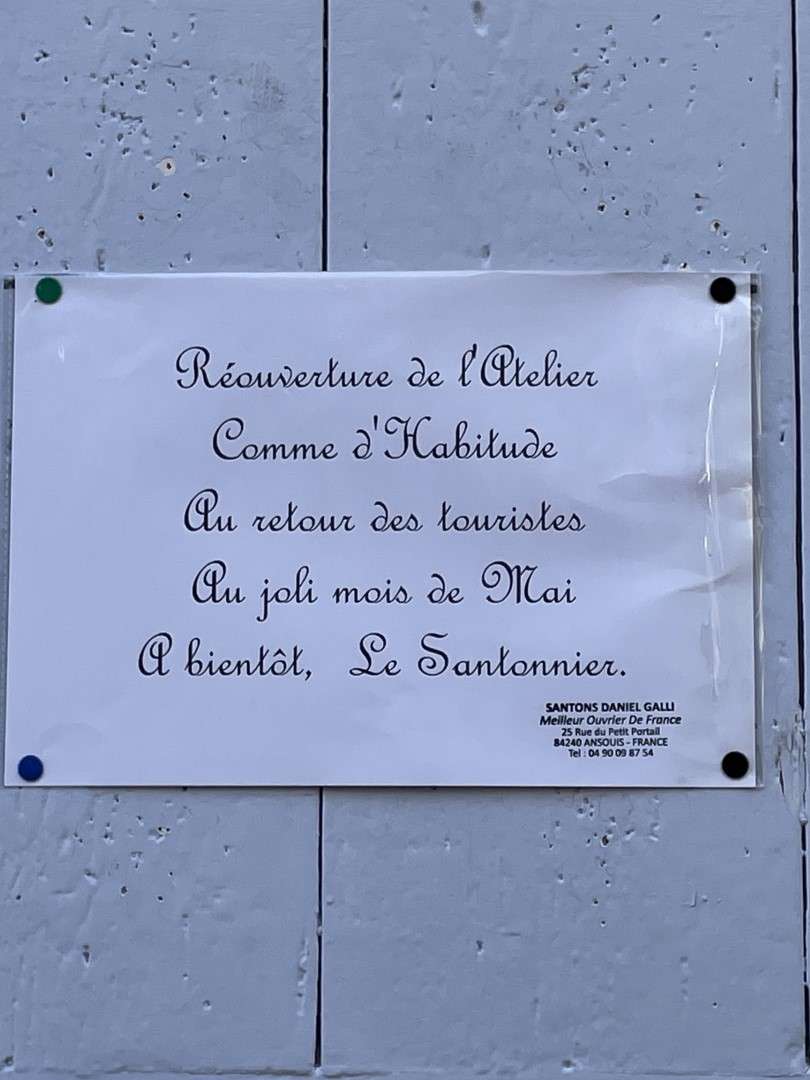 Réouverture de l'Atelier
Comme d'Habitude
Au retour des touristes
Au joli mois de Mai
A bientôt, Le Santonnier.
SANTONS DANIEL GALLI
Meilleur Ouvrier De France
25 Rue du Petit Portail
84240 ANSOUIS - FRANCE
Tel : 04 90 09 87 54